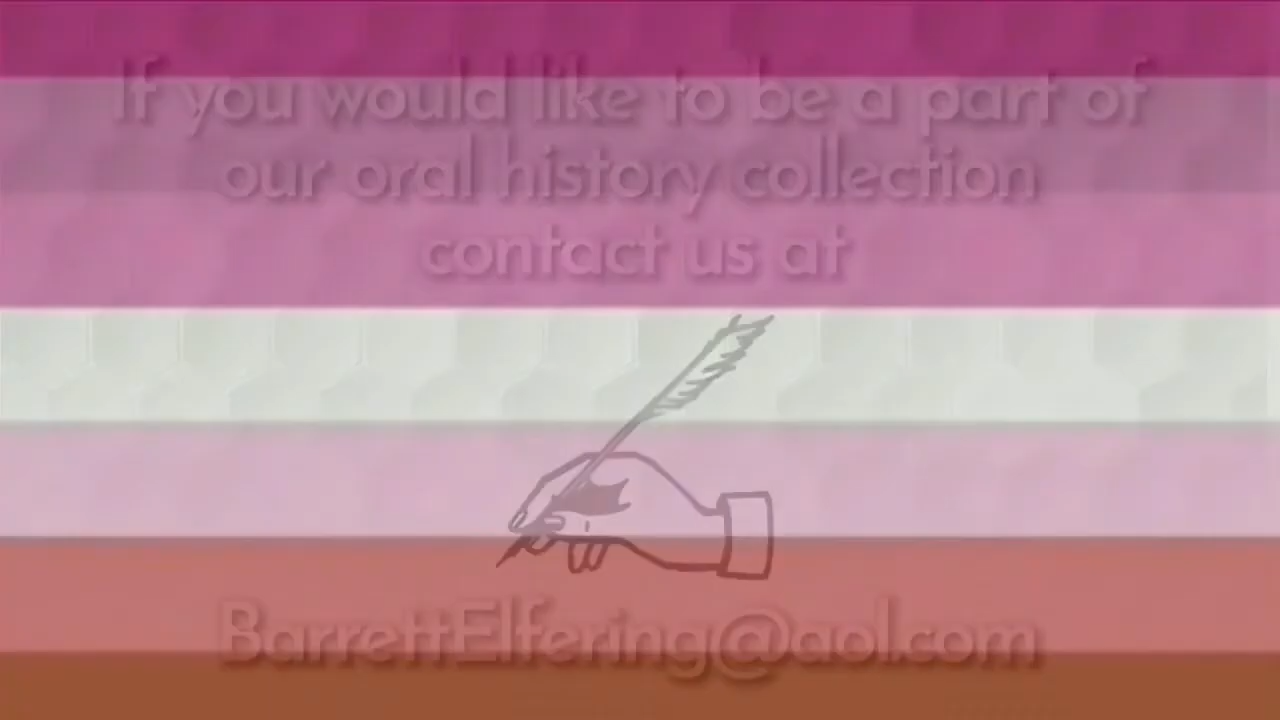 If you would like to be a part of
our oral history collection
contact us at
BarrettElfering@aol.com